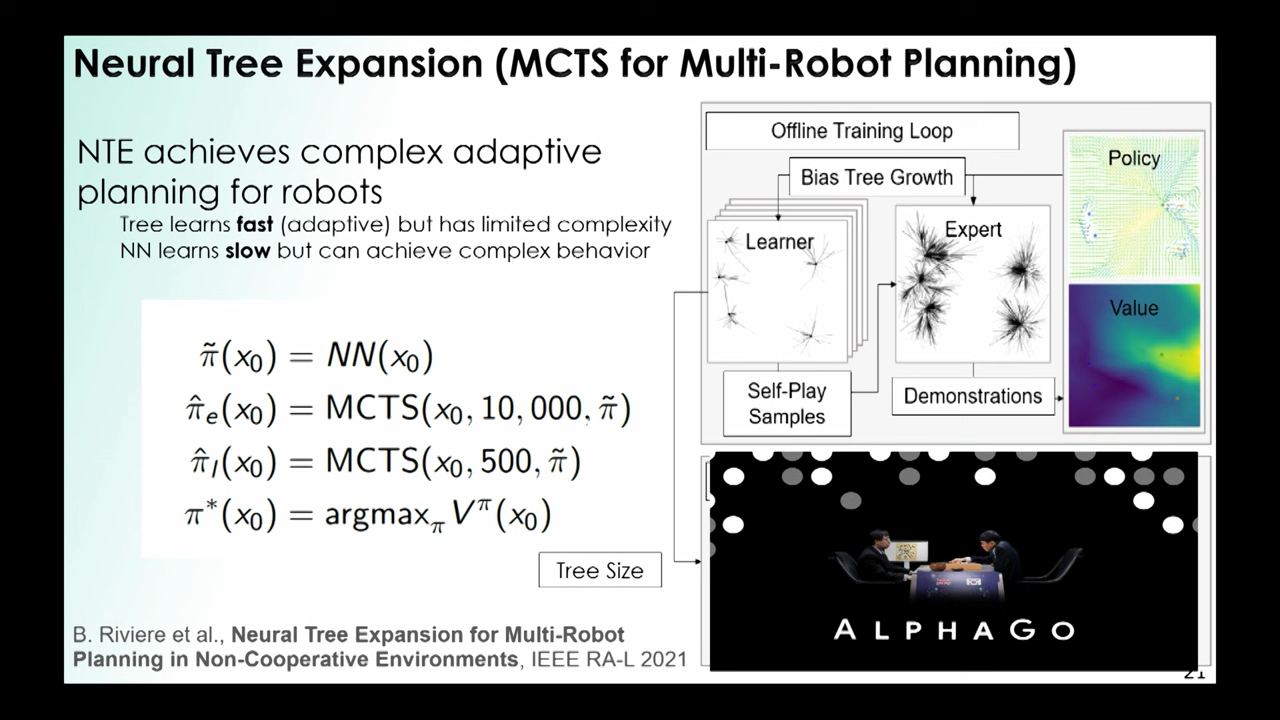 Neural Tree Expansion (MCTS for Multi-Robot Planning)
NTE achieves complex adaptive
planning for robots
Tree learns fast (adaptive) but has limited complexity
NN learns slow but can achieve complex behavior
π̃(x₀) = NN(x₀)
π̂ₑ(x₀) = MCTS(x₀, 10, 000, π̃)
π̂ₗ(x₀) = MCTS(x₀, 500, π̃)
π*(x₀) = argmax_π V^π(x₀)
Tree Size
B. Riviere et al., Neural Tree Expansion for Multi-Robot
Planning in Non-Cooperative Environments, IEEE RA-L 2021
Offline Training Loop
Bias Tree Growth
Learner
Expert
Policy
Value
Self-Play
Samples
Demonstrations
ALPHAGO
21